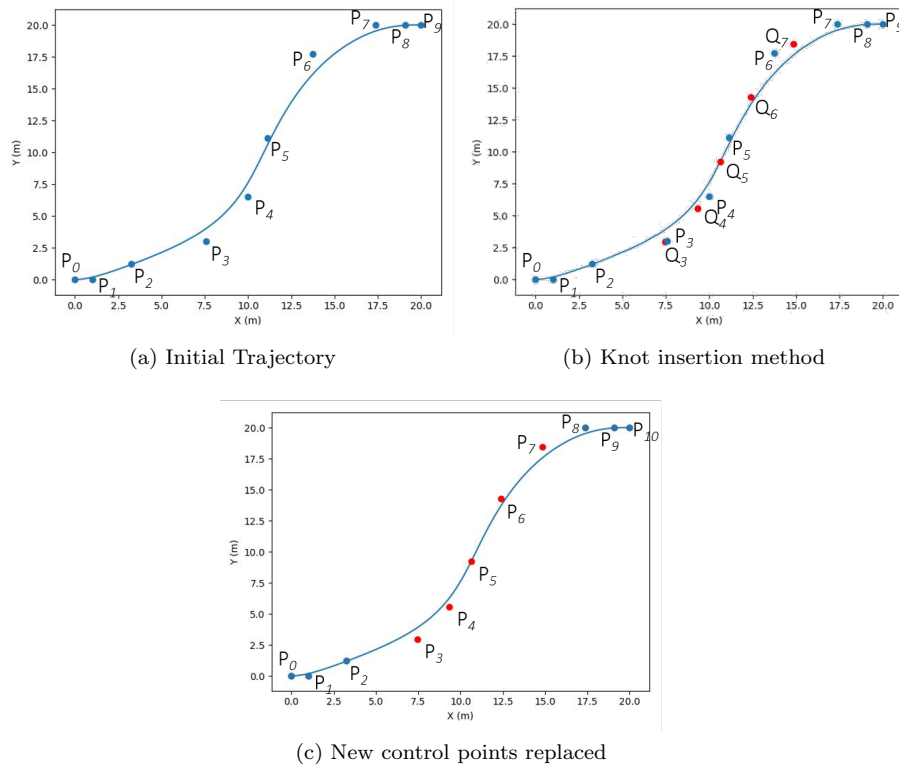 P0
P1
P2
P3
P4
P5
P6
P7
P8
P9
20.0
17.5
15.0
12.5
10.0
7.5
5.0
2.5
0.0
Y (m)
0.0 2.5 5.0 7.5 10.0 12.5 15.0 17.5 20.0
X (m)
(a) Initial Trajectory
P0
P1
P2
P3
Q3
P4
Q4
P5
Q5
P6
Q6
P7
Q7
P8
P9
20.0
17.5
15.0
12.5
10.0
7.5
5.0
2.5
0.0
Y (m)
0.0 2.5 5.0 7.5 10.0 12.5 15.0 17.5 20.0
X (m)
(b) Knot insertion method
P0
P1
P2
P3
P4
P5
P6
P7
P8
P9
P10
20.0
17.5
15.0
12.5
10.0
7.5
5.0
2.5
0.0
Y (m)
0.0 2.5 5.0 7.5 10.0 12.5 15.0 17.5 20.0
X (m)
(c) New control points replaced